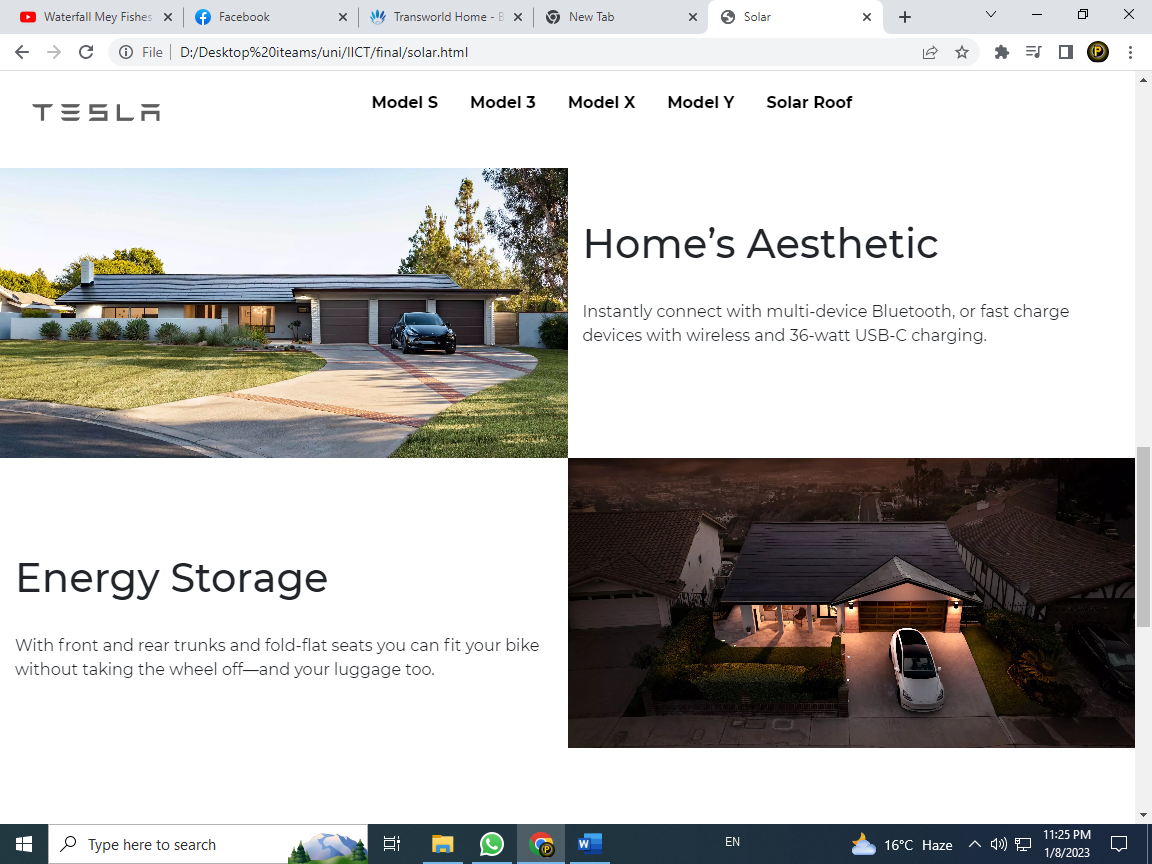 Waterfall Mey Fishes
Facebook
Transworld Home - B
New Tab
Solar
File
D:/Desktop%20iteams/uni/IICT/final/solar.html
TESLA
Model S
Model 3
Model X
Model Y
Solar Roof
Home’s Aesthetic
Instantly connect with multi-device Bluetooth, or fast charge
devices with wireless and 36-watt USB-C charging.
Energy Storage
With front and rear trunks and fold-flat seats you can fit your bike
without taking the wheel off—and your luggage too.
Type here to search
EN
16°C Haze
11:25 PM
1/8/2023